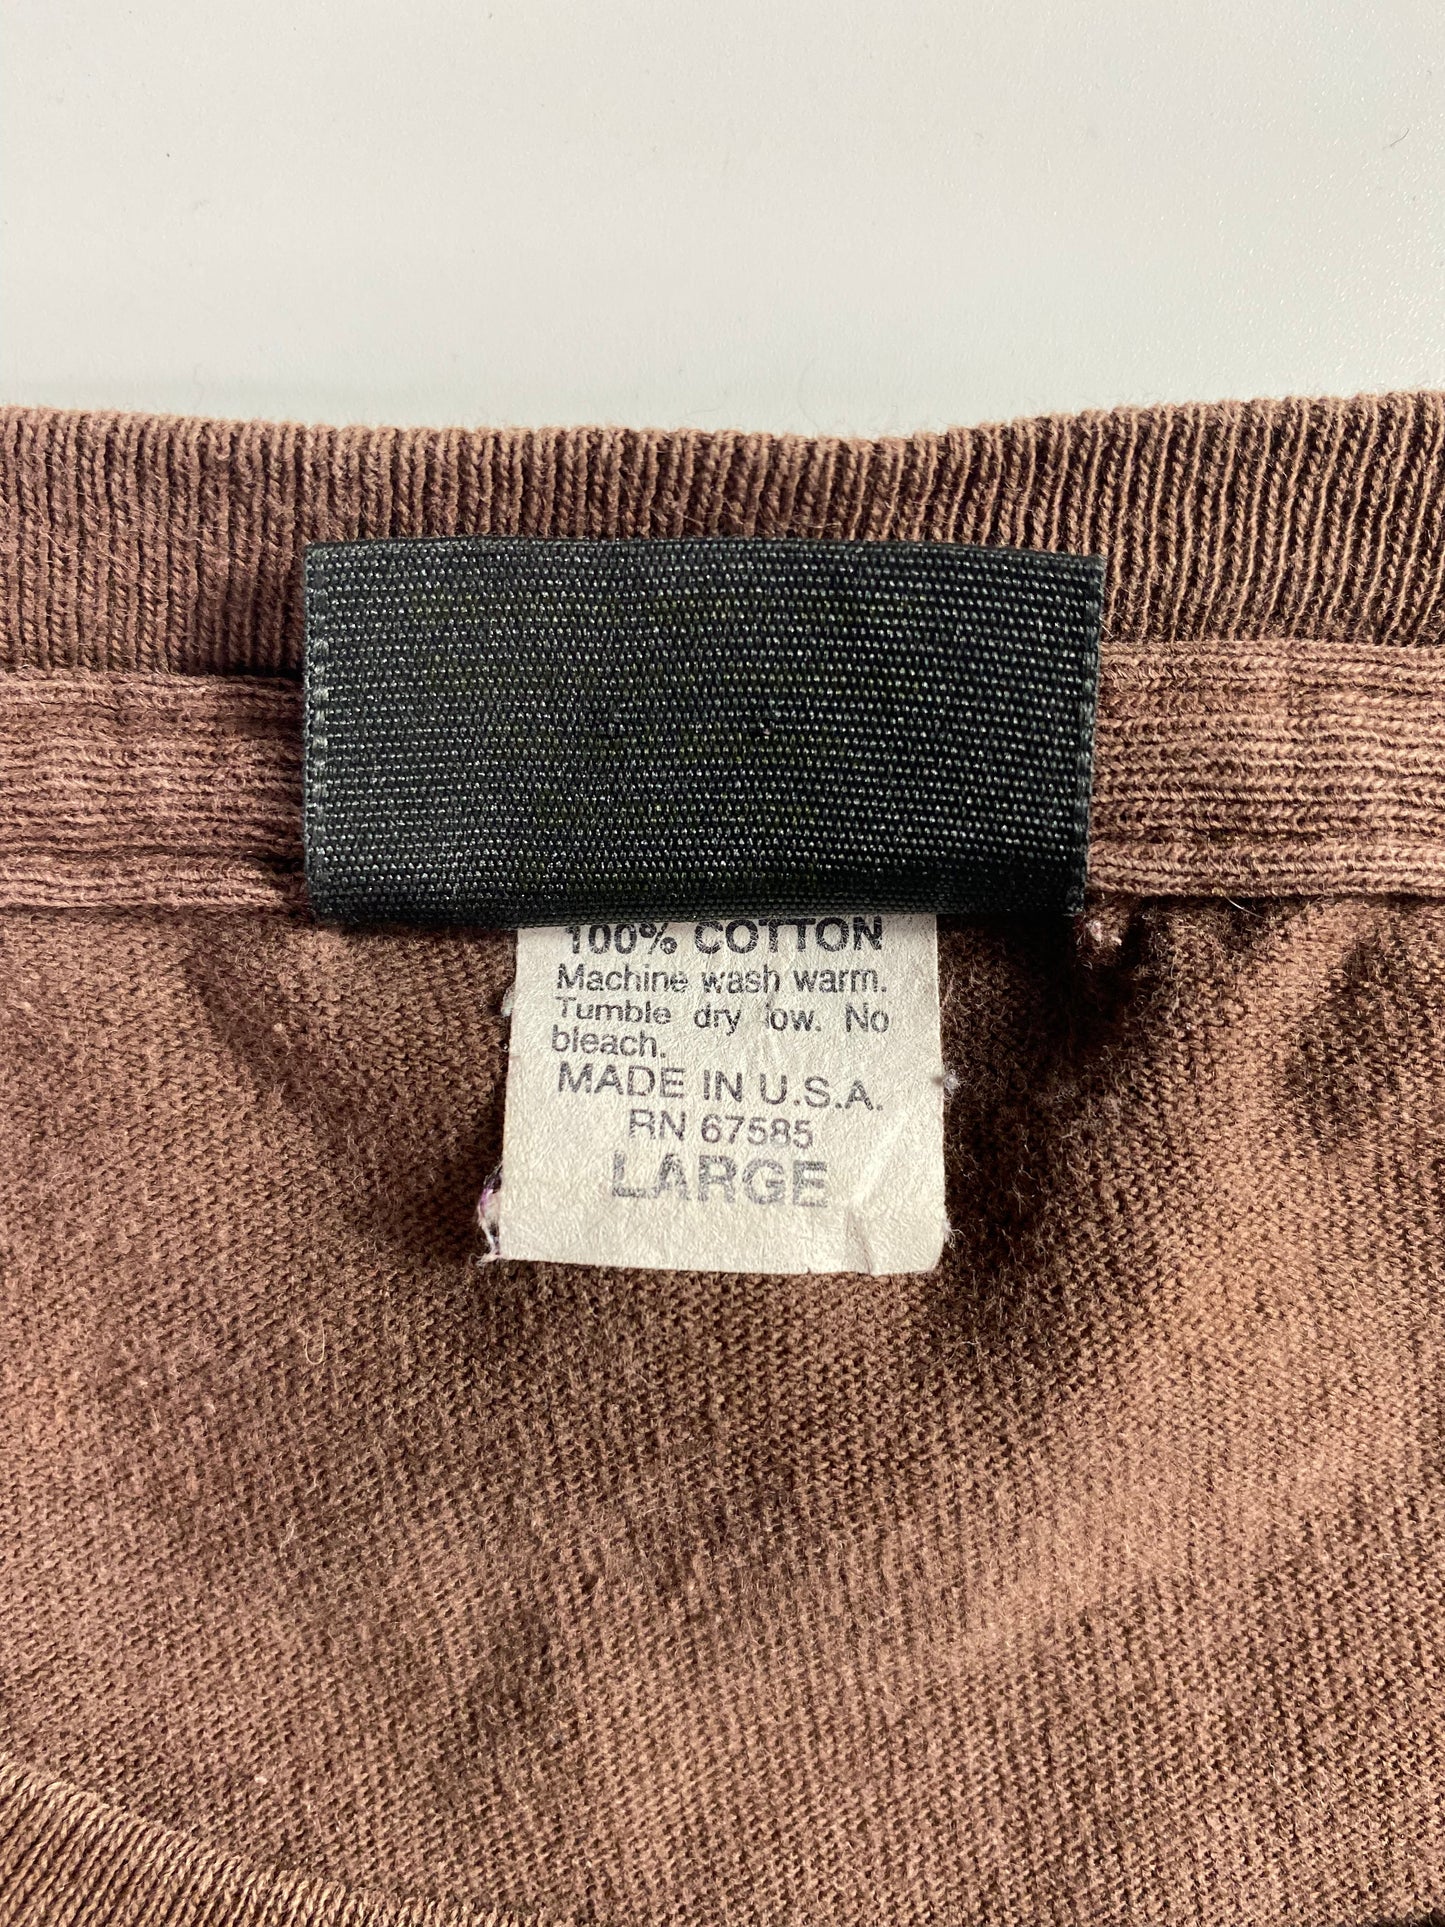 100% COTTON
Machine wash warm.
Tumble dry low. No
bleach.
MADE IN U.S.A.
RN 67585
LARGE